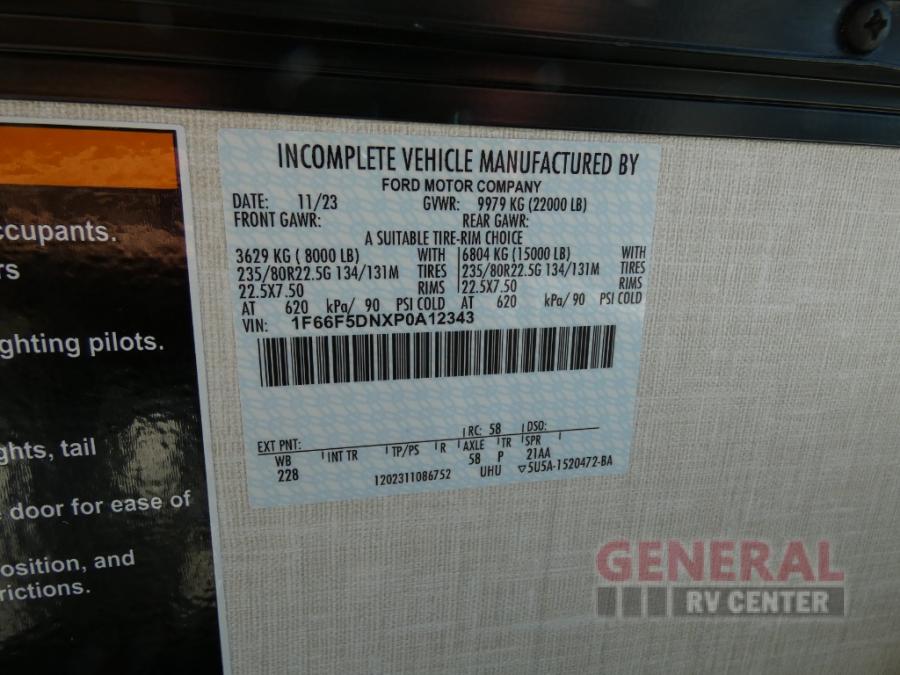 INCOMPLETE VEHICLE MANUFACTURED BY
FORD MOTOR COMPANY
DATE: 11/23 GVWR: 9979 KG (22000 LB)
FRONT GAWR: REAR GAWR:
A SUITABLE TIRE-RIM CHOICE
3629 KG ( 8000 LB) WITH 6804 KG (15000 LB) WITH
235/80R22.5G 134/131M TIRES 235/80R22.5G 134/131M TIRES
22.5X7.50 RIMS 22.5X7.50 RIMS
AT 620 kPa/ 90 PSI COLD AT 620 kPa/ 90 PSI COLD
VIN: 1F66F5DNXP0A12343
RC: 58 DSO:
EXT PNT:
WB INT TR TP/PS R AXLE TR SPR
228 58 P 21AA
1202311086752 UHU ▽5U5A-1520472-BA
ccupants.
rs
ghting pilots.
ghts, tail
door for ease of
osition, and
rictions.
GENERAL
RV CENTER